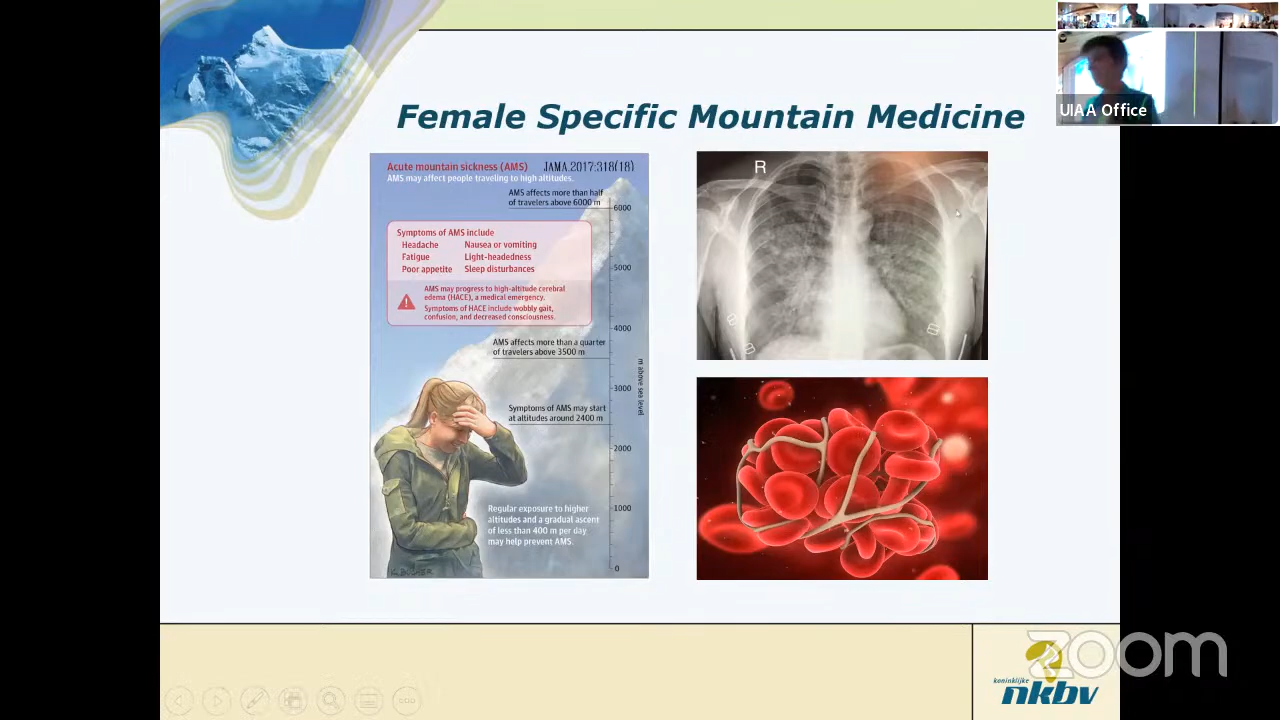 UIAA Office
Female Specific Mountain Medicine
Acute mountain sickness (AMS) JAMA.2017;318(18)
AMS may affect people traveling to high altitudes.
AMS affects more than half
of travelers above 6000 m
6000
Symptoms of AMS include
Headache Nausea or vomiting
Fatigue Light-headedness
Poor appetite Sleep disturbances
5000
AMS may progress to high-altitude cerebral
edema (HACE), a medical emergency.
Symptoms of HACE include wobbly gait,
confusion, and decreased consciousness.
4000
AMS affects more than a quarter
of travelers above 3500 m
m above sea level
3000
Symptoms of AMS may start
at altitudes around 2400 m
2000
1000
Regular exposure to higher
altitudes and a gradual ascent
of less than 400 m per day
may help prevent AMS.
0
R
zoom
koninklijke
nkbv